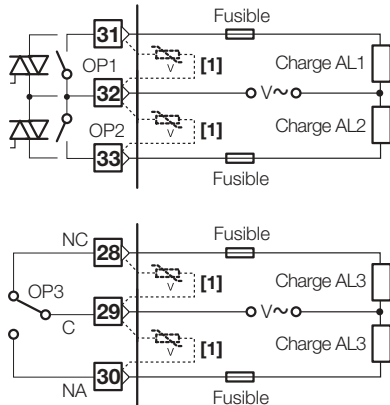 Fusible
31
OP1
V
[1]
Charge AL1
32
V~
OP2
V
[1]
Charge AL2
33
Fusible
NC
28
Fusible
OP3
V
[1]
Charge AL3
C
29
V~
V
[1]
Charge AL3
NA
30
Fusible